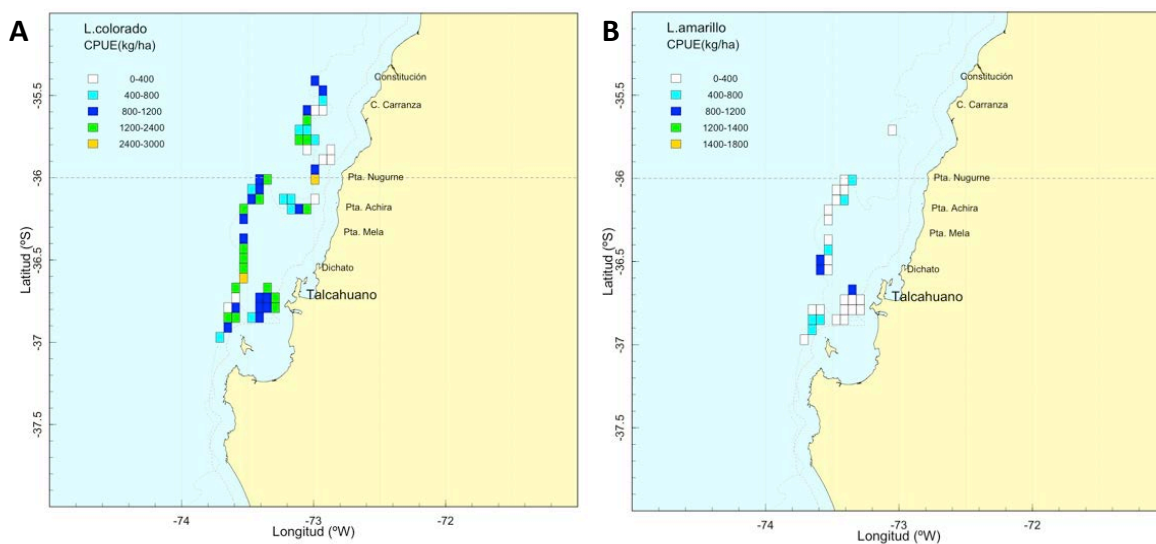 A
L.colorado
CPUE(kg/ha)
0-400
400-800
800-1200
1200-2400
2400-3000
Constitución
C. Carranza
Pta. Nugurne
Pta. Achira
Pta. Mela
Dichato
Talcahuano
-35.5
-36
-36.5
-37
-37.5
Latitud (ºS)
-74
-73
-72
Longitud (ºW)
B
L.amarillo
CPUE(kg/ha)
0-400
400-800
800-1200
1200-1400
1400-1800
Constitución
C. Carranza
Pta. Nugurne
Pta. Achira
Pta. Mela
Dichato
Talcahuano
-35.5
-36
-36.5
-37
-37.5
Latitud (ºS)
-74
-73
-72
Longitud (ºW)